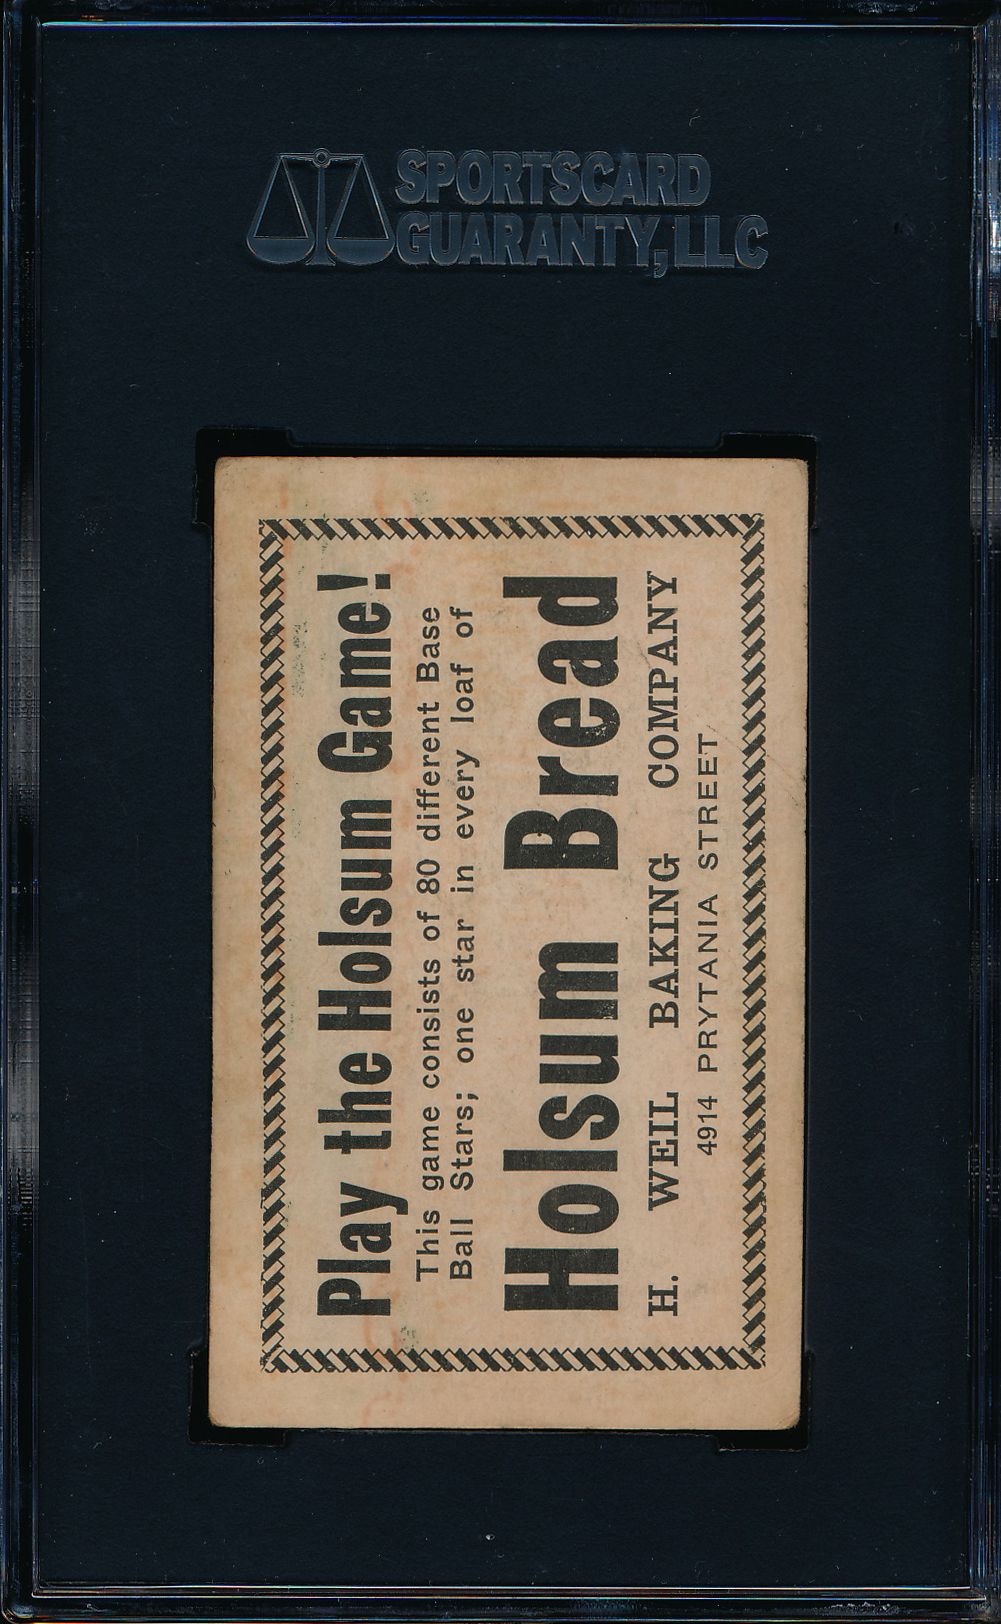 SPORTSCARD
GUARANTY, LLC
Play the Holsum Game!
This game consists of 80 different Base
Ball Stars; one star in every loaf of
Holsum Bread
H. WEIL BAKING COMPANY
4914 PRYTANIA STREET